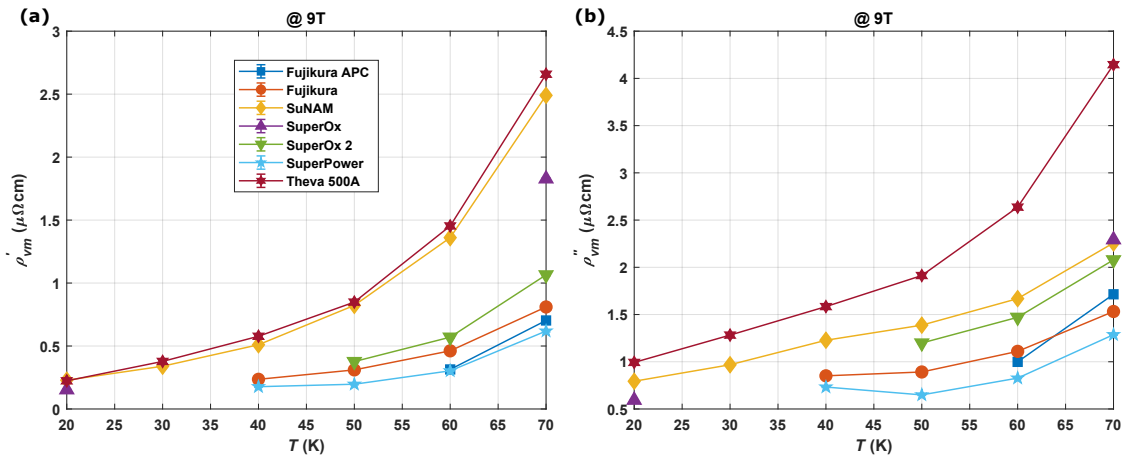 (a)
@ 9T
3
2.5
2
1.5
1
0.5
0
20 25 30 35 40 45 50 55 60 65 70
T (K)
ρ'vm (μΩcm)
Fujikura APC
Fujikura
SuNAM
SuperOx
SuperOx 2
SuperPower
Theva 500A
(b)
@ 9T
4.5
4
3.5
3
2.5
2
1.5
1
0.5
20 25 30 35 40 45 50 55 60 65 70
T (K)
ρ''vm (μΩcm)